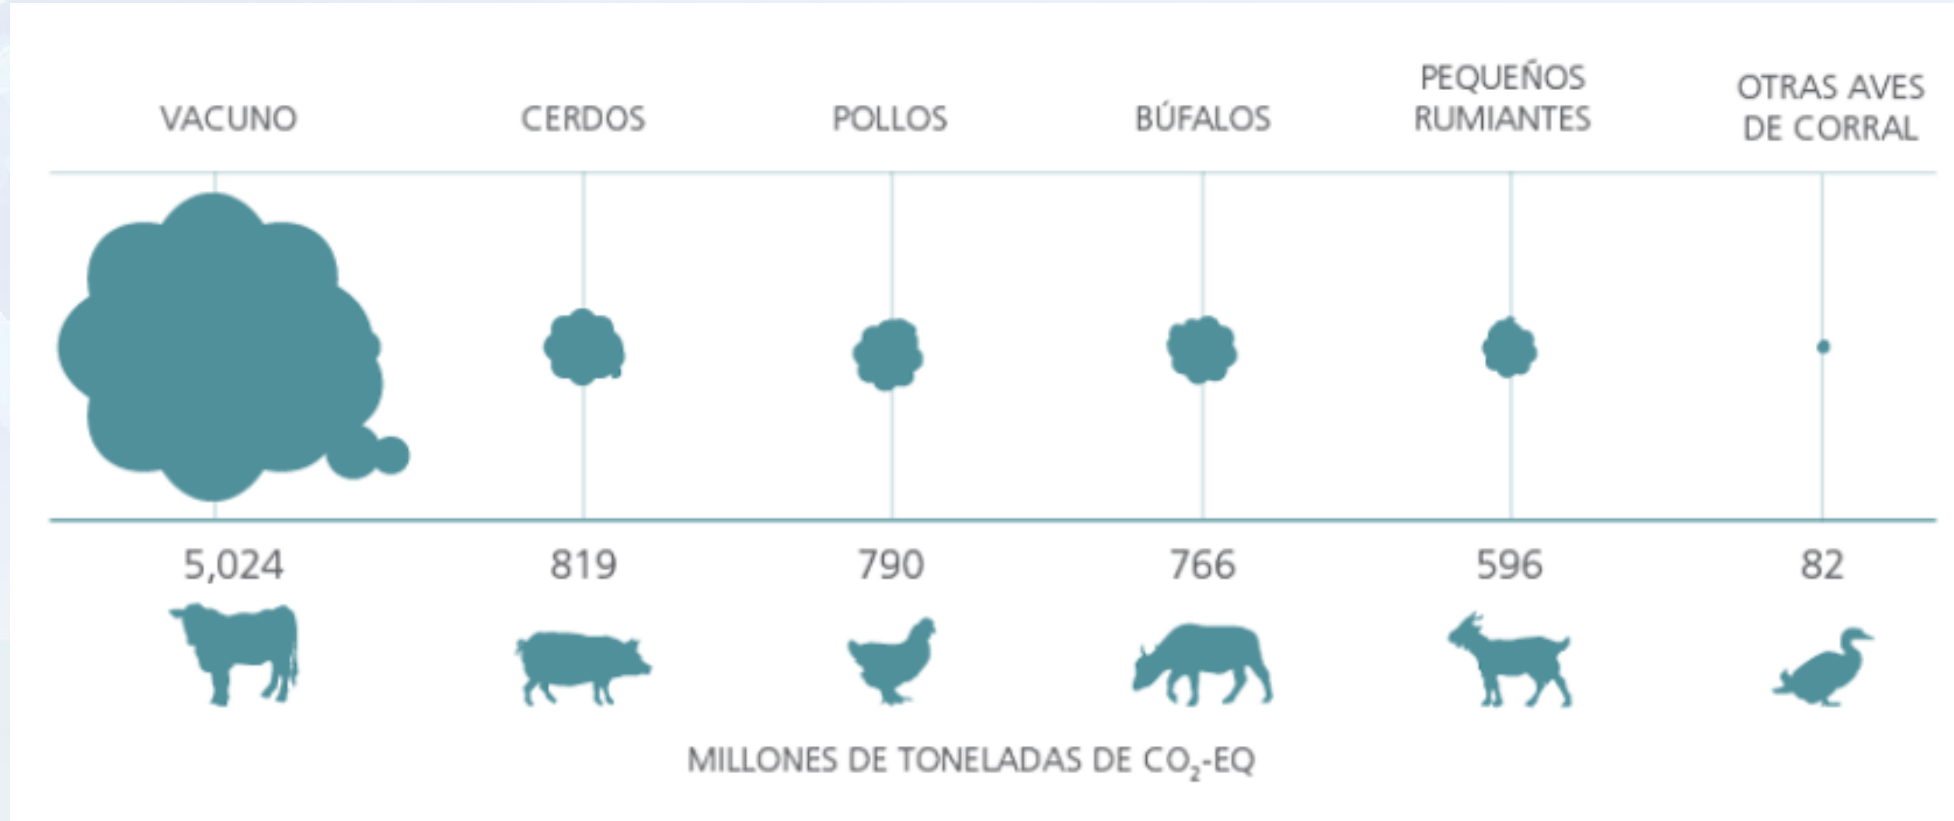 VACUNO
CERDOS
POLLOS
BÚFALOS
PEQUEÑOS
RUMIANTES
OTRAS AVES
DE CORRAL
5,024
819
790
766
596
82
MILLONES DE TONELADAS DE CO₂-EQ